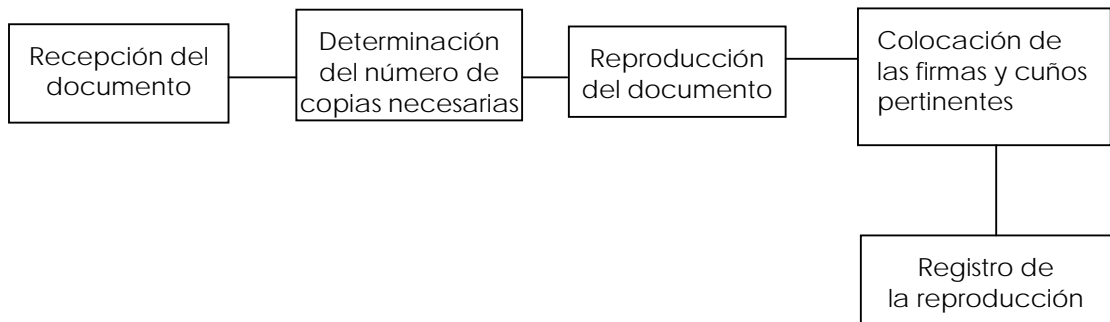 Recepción del
documento
Determinación
del número de
copias necesarias
Reproducción
del documento
Colocación de
las firmas y cuños
pertinentes
Registro de
la reproducción